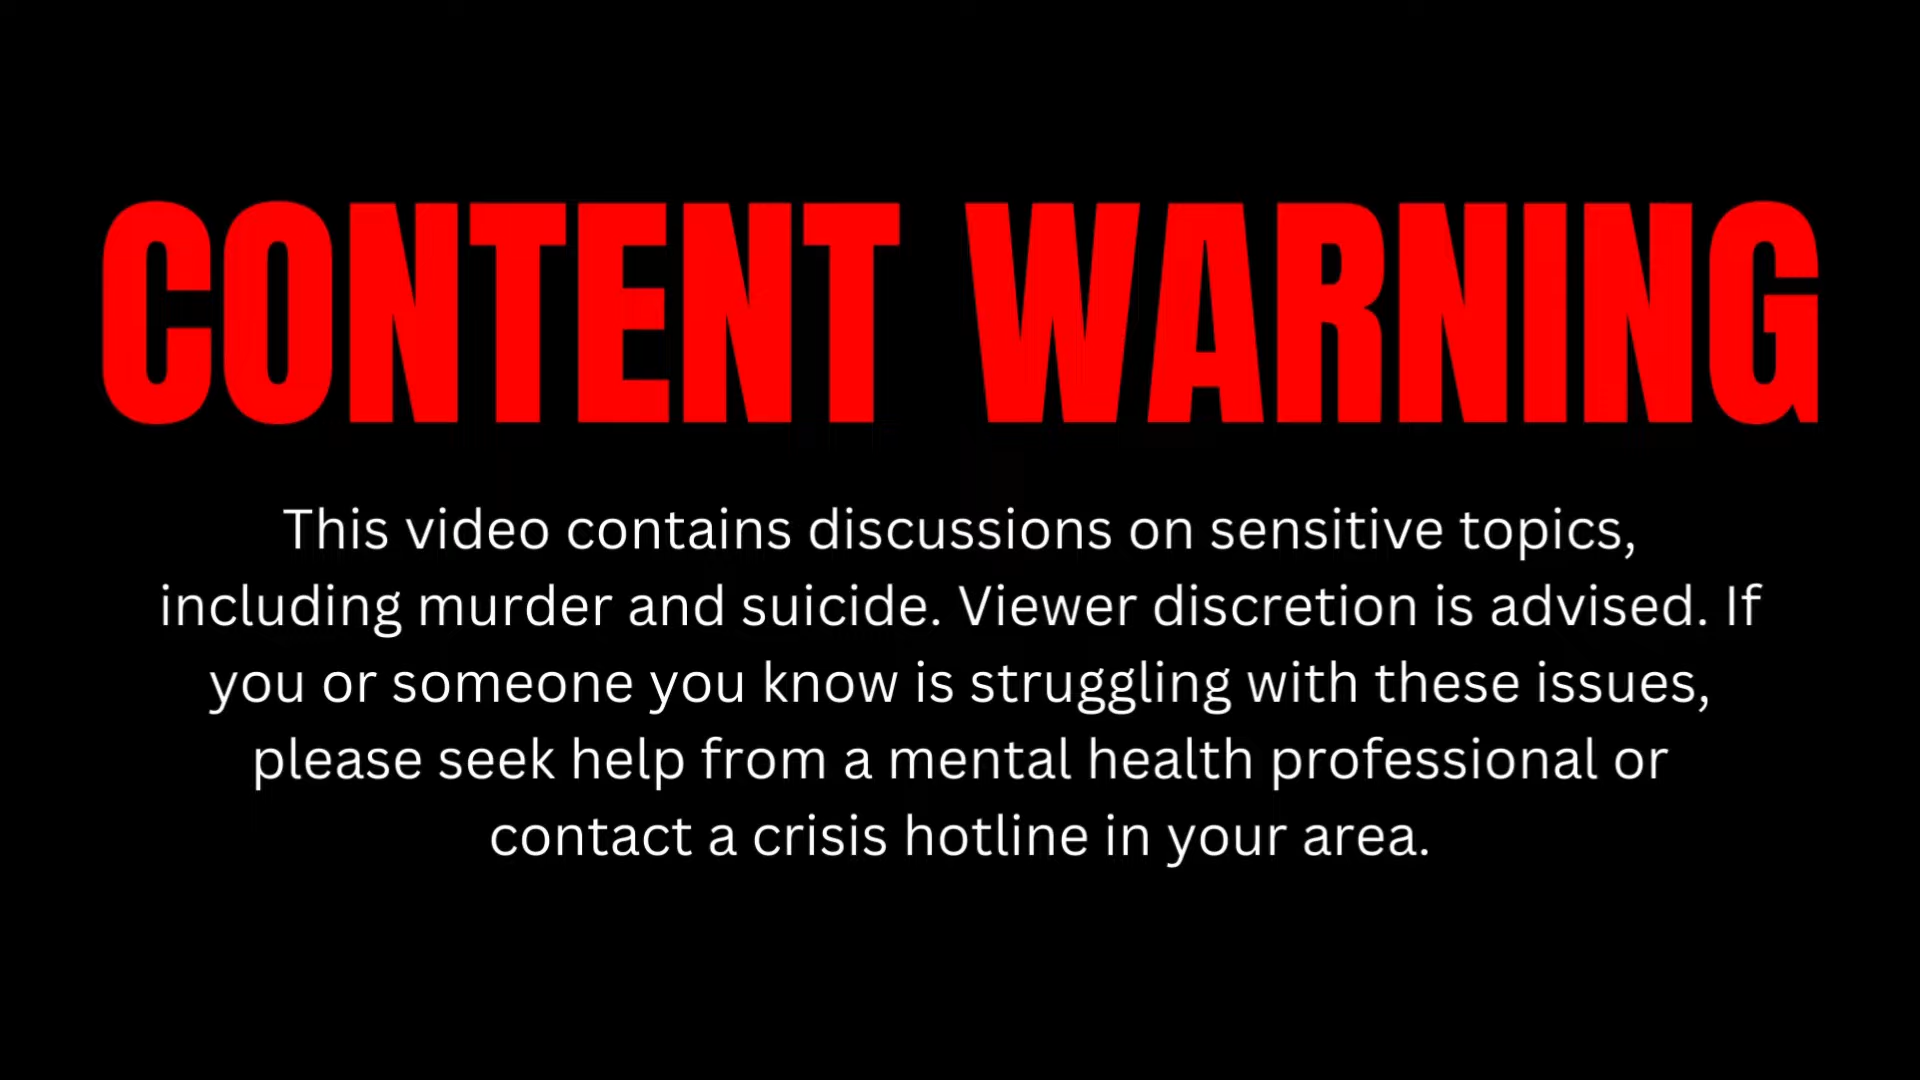 CONTENT WARNING
This video contains discussions on sensitive topics,
including murder and suicide. Viewer discretion is advised. If
you or someone you know is struggling with these issues,
please seek help from a mental health professional or
contact a crisis hotline in your area.